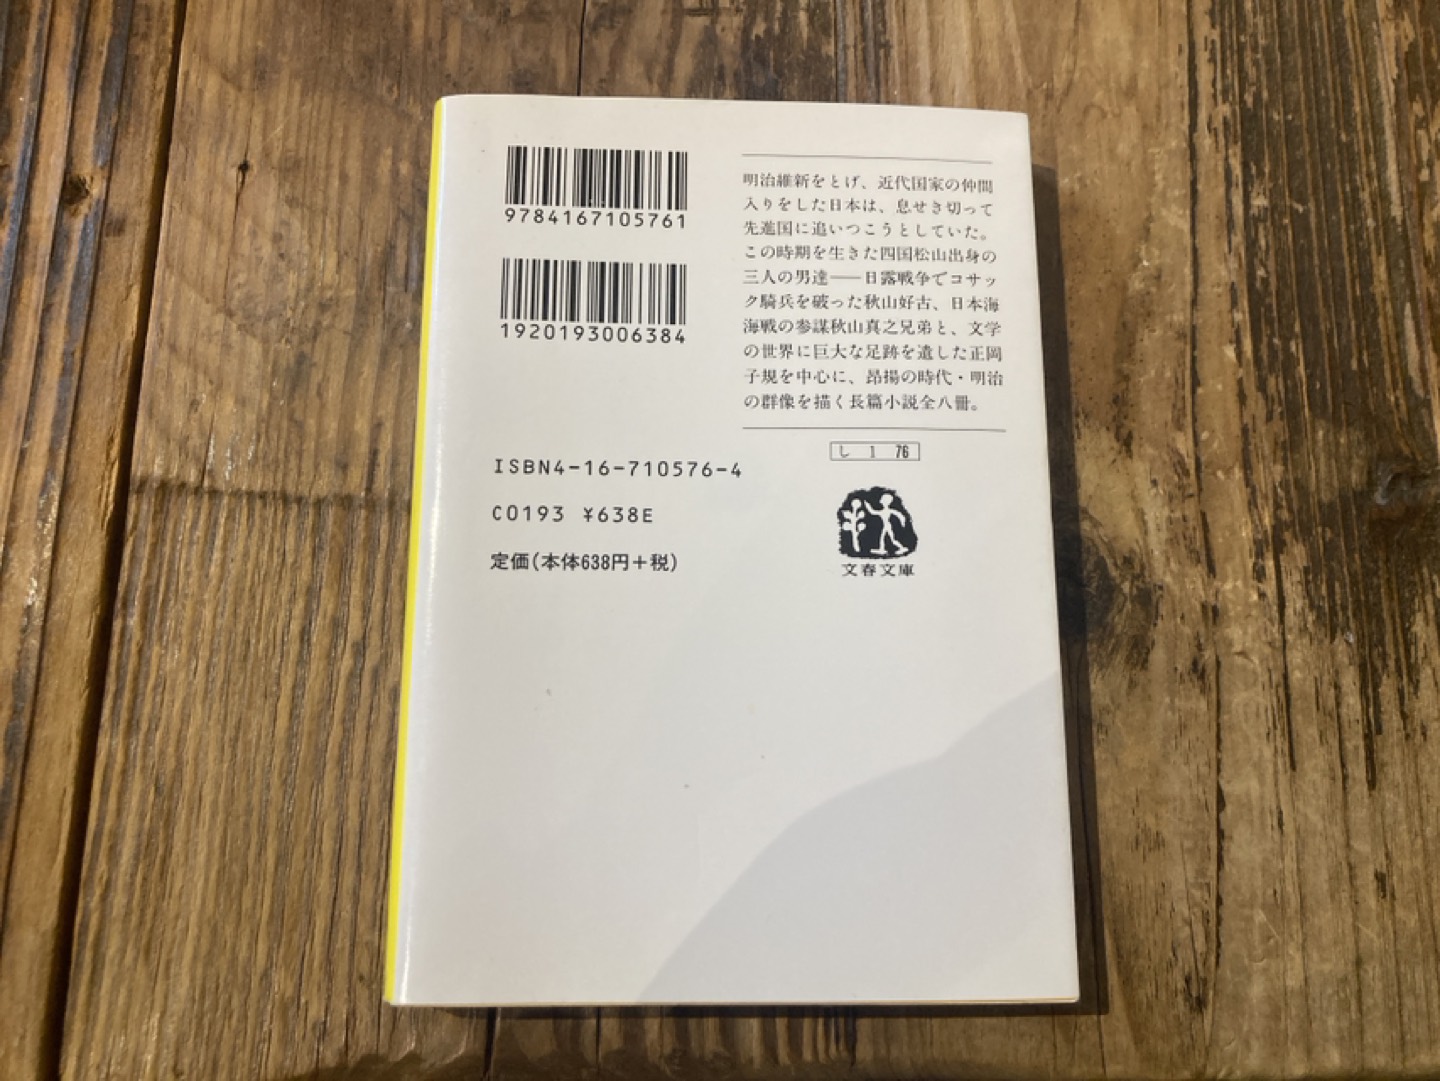 9784167105761
1920193006384
ISBN4-16-710576-4
C0193 ¥638E
定価(本体638円+税)
明治維新をとげ、近代国家の仲間
入りをした日本は、息せき切って
先進国に追いつこうとしていた。
この時期を生きた四国松山出身の
三人の男達——日露戦争でコサッ
ク騎兵を破った秋山好古、日本海
海戦の参謀秋山真之兄弟と、文学
の世界に巨大な足跡を遺した正岡
子規を中心に、昂揚の時代・明治
の群像を描く長篇小説全八冊。
し 1 76
文春文庫